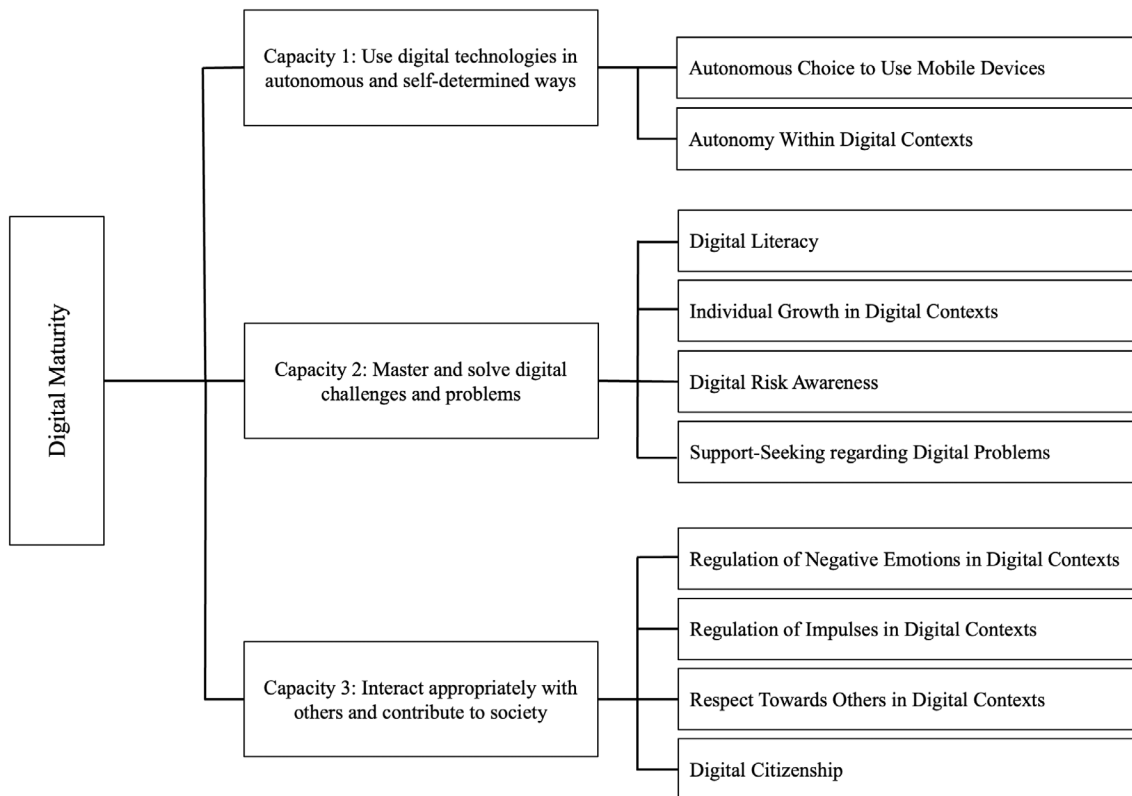 Digital Maturity
Capacity 1: Use digital technologies in
autonomous and self-determined ways
Autonomous Choice to Use Mobile Devices
Autonomy Within Digital Contexts
Capacity 2: Master and solve digital
challenges and problems
Digital Literacy
Individual Growth in Digital Contexts
Digital Risk Awareness
Support-Seeking regarding Digital Problems
Capacity 3: Interact appropriately with
others and contribute to society
Regulation of Negative Emotions in Digital Contexts
Regulation of Impulses in Digital Contexts
Respect Towards Others in Digital Contexts
Digital Citizenship